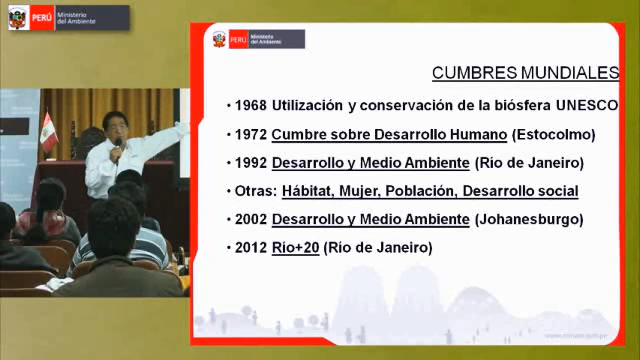 PERÚ
Ministerio
del Ambiente
PERÚ
Ministerio
del Ambiente
CUMBRES MUNDIALES
• 1968 Utilización y conservación de la biósfera UNESCO
• 1972 Cumbre sobre Desarrollo Humano (Estocolmo)
• 1992 Desarrollo y Medio Ambiente (Río de Janeiro)
• Otras: Hábitat, Mujer, Población, Desarrollo social
• 2002 Desarrollo y Medio Ambiente (Johanesburgo)
• 2012 Río+20 (Río de Janeiro)